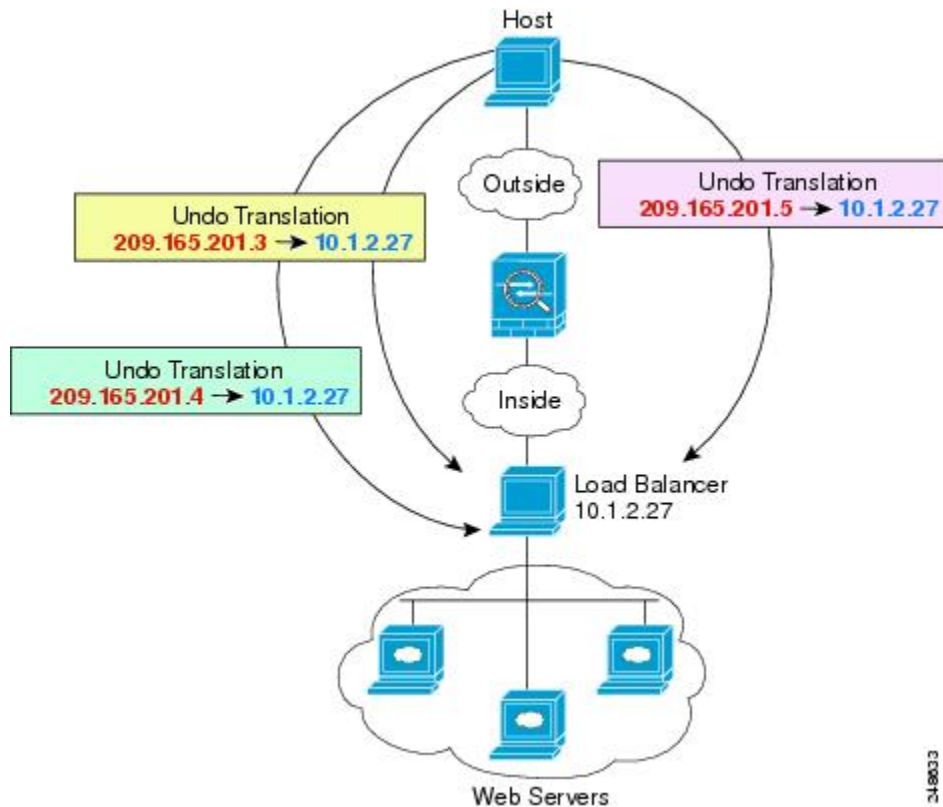 Host
Outside
Undo Translation
209.165.201.3 → 10.1.2.27
Undo Translation
209.165.201.5 → 10.1.2.27
Undo Translation
209.165.201.4 → 10.1.2.27
Inside
Load Balancer
10.1.2.27
Web Servers
248633